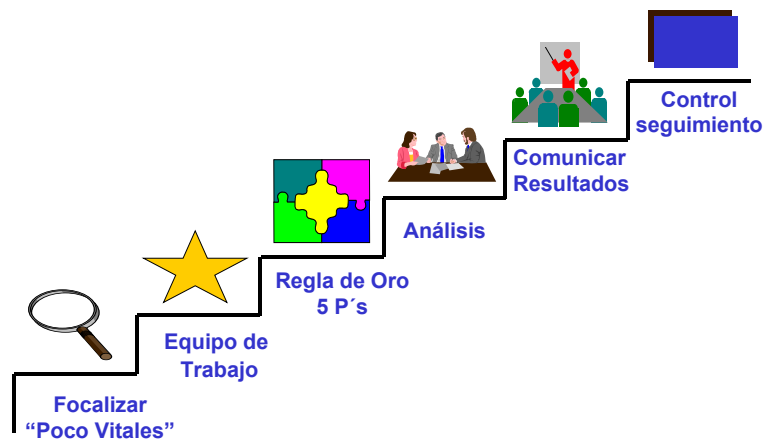 Focalizar
“Poco Vitales”
Equipo de
Trabajo
Regla de Oro
5 P´s
Análisis
Comunicar
Resultados
Control
seguimiento